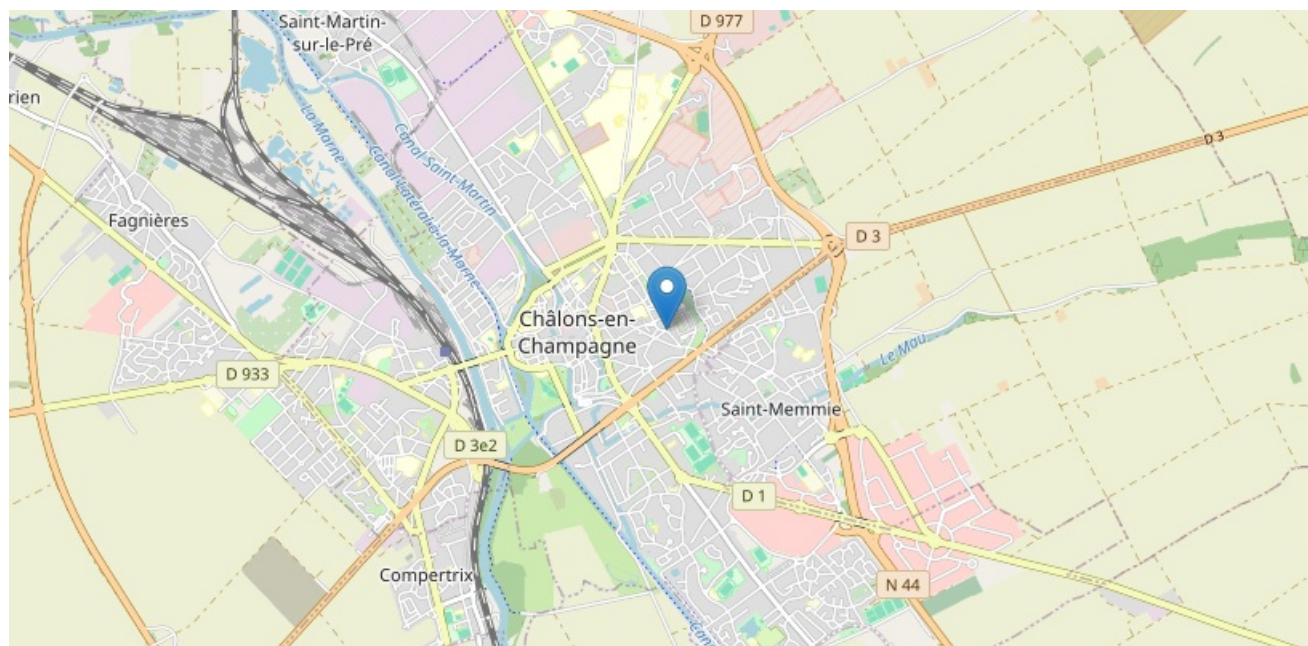 Saint-Martin-
sur-le-Pré
D 977
rien
La Marne
Canal Latéral à la Marne
Canal Saint-Martin
D 3
Fagnières
D 3
Châlons-en-
Champagne
Le Mau
D 933
Saint-Memmie
D 3e2
D 1
Compertrix
N 44
Can